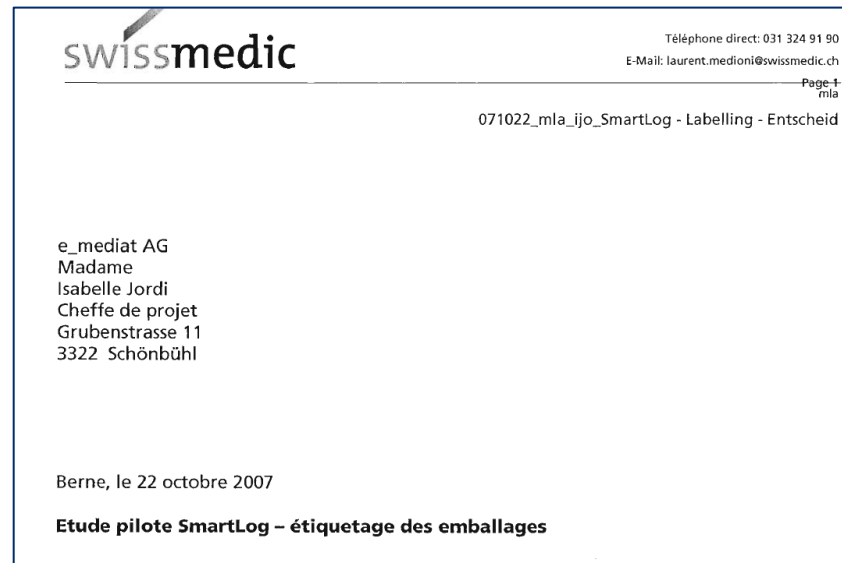 swissmedic
Téléphone direct: 031 324 91 90
E-Mail: laurent.medioni@swissmedic.ch
Page 1
mla
071022_mla_ijo_SmartLog - Labelling - Entscheid
e_mediat AG
Madame
Isabelle Jordi
Cheffe de projet
Grubenstrasse 11
3322 Schönbühl
Berne, le 22 octobre 2007
Etude pilote SmartLog – étiquetage des emballages